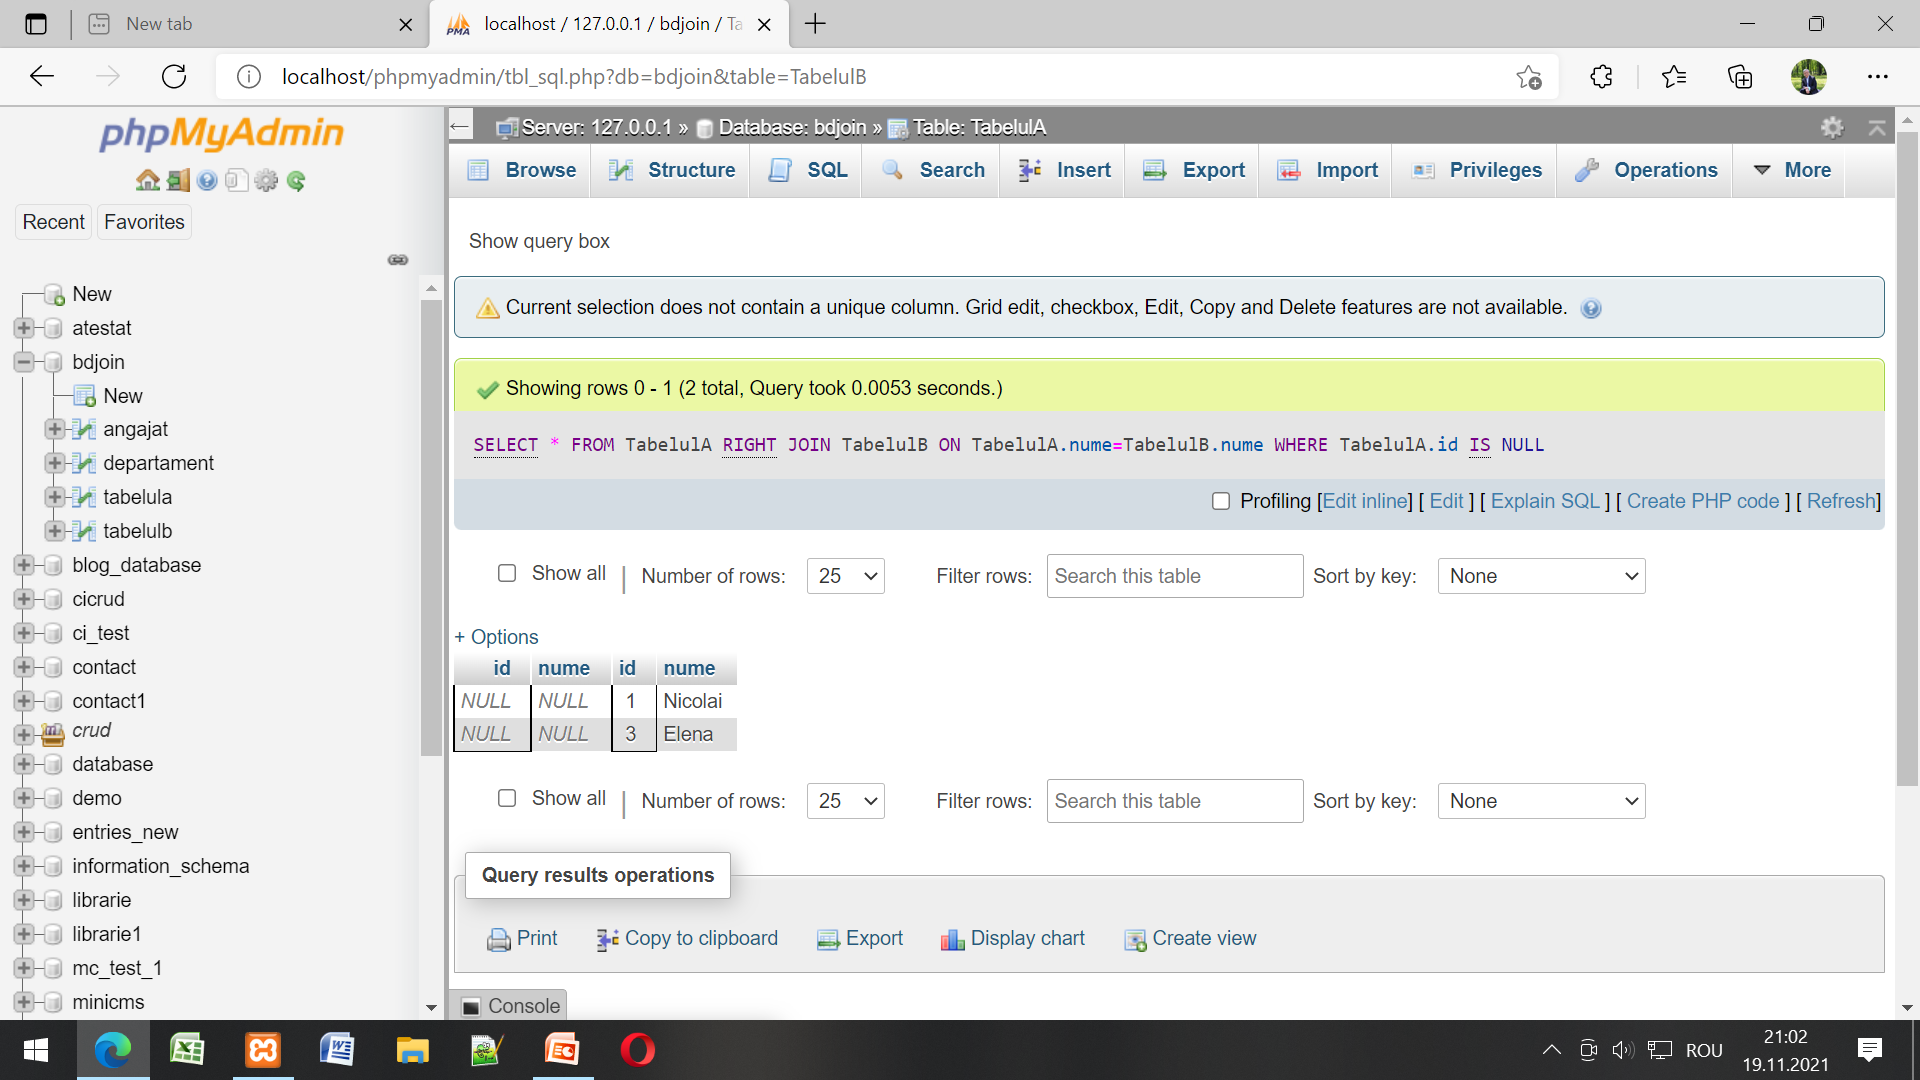 New tab
localhost / 127.0.0.1 / bdjoin / Ta
localhost/phpmyadmin/tbl_sql.php?db=bdjoin&table=TabelulB
phpMyAdmin
Recent Favorites
New
atestat
bdjoin
New
angajat
departament
tabelula
tabelulb
blog_database
cicrud
ci_test
contact
contact1
crud
database
demo
entries_new
information_schema
librarie
librarie1
mc_test_1
minicms
Server: 127.0.0.1 » Database: bdjoin » Table: TabelulA
Browse Structure SQL Search Insert Export Import Privileges Operations More
Show query box
Current selection does not contain a unique column. Grid edit, checkbox, Edit, Copy and Delete features are not available.
Showing rows 0 - 1 (2 total, Query took 0.0053 seconds.)
SELECT * FROM TabelulA RIGHT JOIN TabelulB ON TabelulA.nume=TabelulB.nume WHERE TabelulA.id IS NULL
Profiling [Edit inline] [ Edit ] [ Explain SQL ] [ Create PHP code ] [ Refresh]
Show all | Number of rows: 25 Filter rows: Search this table Sort by key: None
+ Options
id nume id nume
NULL NULL 1 Nicolai
NULL NULL 3 Elena
Show all | Number of rows: 25 Filter rows: Search this table Sort by key: None
Query results operations
Print Copy to clipboard Export Display chart Create view
Console
ROU
21:02
19.11.2021